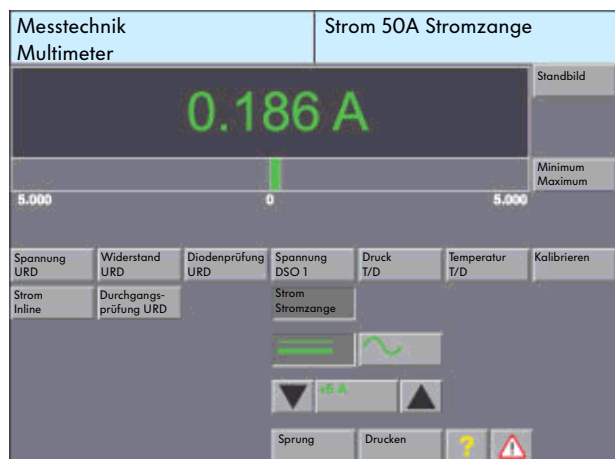 Messtechnik
Multimeter
Strom 50A Stromzange
0.186 A
Standbild
Minimum
Maximum
5.000 0 5.000
Spannung
URD
Widerstand
URD
Diodenprüfung
URD
Spannung
DSO 1
Druck
T/D
Temperatur
T/D
Kalibrieren
Strom
Inline
Durchgangs-
prüfung URD
Strom
Stromzange
±5 A
Sprung
Drucken
?
!